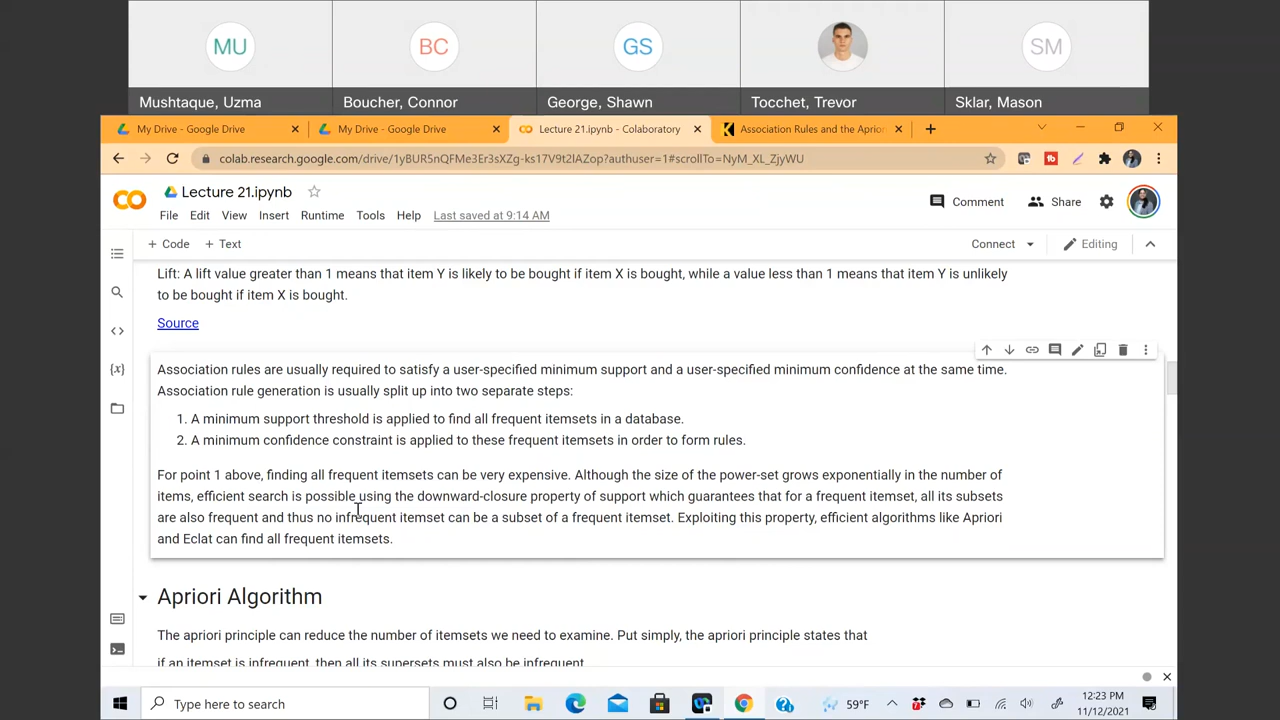 MU
BC
GS
SM
Mushtaque, Uzma
Boucher, Connor
George, Shawn
Tocchet, Trevor
Sklar, Mason
My Drive - Google Drive
My Drive - Google Drive
Lecture 21.ipynb - Colaboratory
Association Rules and the Aprior
colab.research.google.com/drive/1yBUR5nQFMe3Er3sXZg-ks17V9t2IAZop?authuser=1#scrollTo=NyM_XL_ZjyWU
Lecture 21.ipynb
File Edit View Insert Runtime Tools Help Last saved at 9:14 AM
Comment
Share
+ Code + Text
Connect
Editing
Lift: A lift value greater than 1 means that item Y is likely to be bought if item X is bought, while a value less than 1 means that item Y is unlikely
to be bought if item X is bought.
Source
Association rules are usually required to satisfy a user-specified minimum support and a user-specified minimum confidence at the same time.
Association rule generation is usually split up into two separate steps:
1. A minimum support threshold is applied to find all frequent itemsets in a database.
2. A minimum confidence constraint is applied to these frequent itemsets in order to form rules.
For point 1 above, finding all frequent itemsets can be very expensive. Although the size of the power-set grows exponentially in the number of
items, efficient search is possible using the downward-closure property of support which guarantees that for a frequent itemset, all its subsets
are also frequent and thus no infrequent itemset can be a subset of a frequent itemset. Exploiting this property, efficient algorithms like Apriori
and Eclat can find all frequent itemsets.
Apriori Algorithm
The apriori principle can reduce the number of itemsets we need to examine. Put simply, the apriori principle states that
if an itemset is infrequent, then all its supersets must also be infrequent
Type here to search
59°F
12:23 PM
11/12/2021